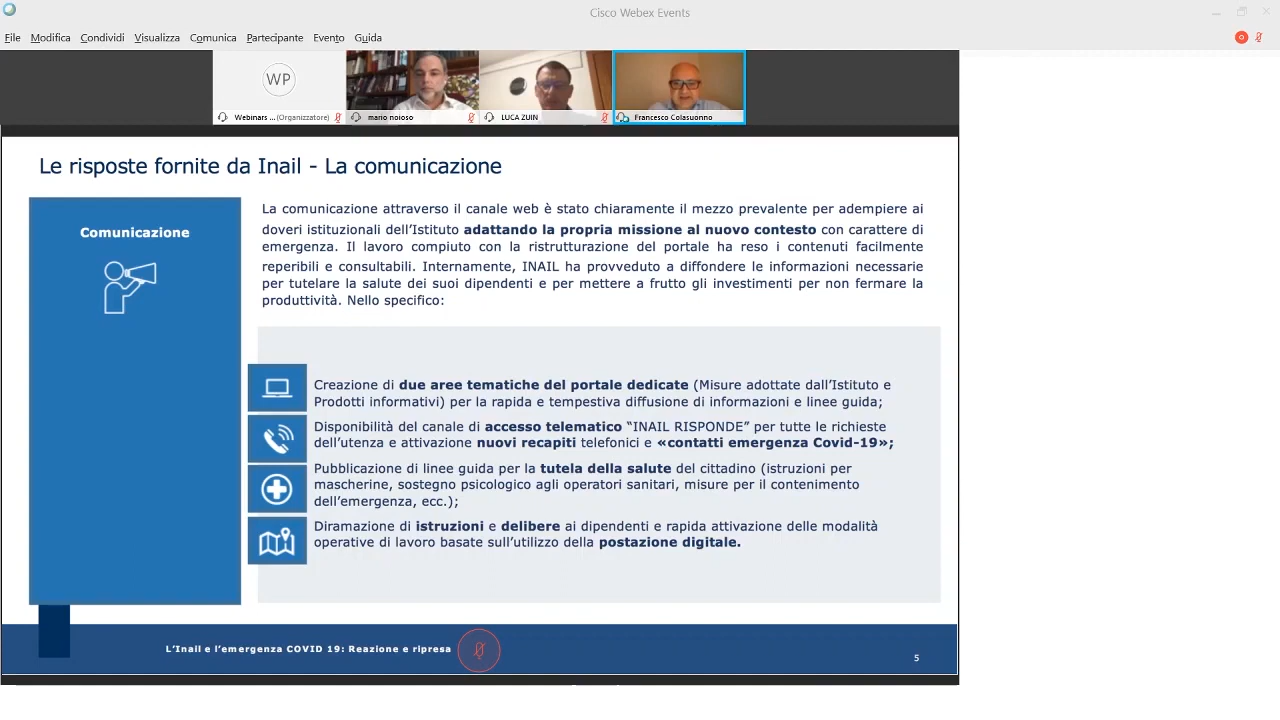 Cisco Webex Events
File Modifica Condividi Visualizza Comunica Partecipante Evento Guida
WP
Webinars ... (Organizzatore)
mario noioso
LUCA ZUIN
Francesco Colasuonno
Le risposte fornite da Inail - La comunicazione
Comunicazione
La comunicazione attraverso il canale web è stato chiaramente il mezzo prevalente per adempiere ai
doveri istituzionali dell’Istituto adattando la propria missione al nuovo contesto con carattere di
emergenza. Il lavoro compiuto con la ristrutturazione del portale ha reso i contenuti facilmente
reperibili e consultabili. Internamente, INAIL ha provveduto a diffondere le informazioni necessarie
per tutelare la salute dei suoi dipendenti e per mettere a frutto gli investimenti per non fermare la
produttività. Nello specifico:
Creazione di due aree tematiche del portale dedicate (Misure adottate dall’Istituto e
Prodotti informativi) per la rapida e tempestiva diffusione di informazioni e linee guida;
Disponibilità del canale di accesso telematico “INAIL RISPONDE” per tutte le richieste
dell’utenza e attivazione nuovi recapiti telefonici e «contatti emergenza Covid-19»;
Pubblicazione di linee guida per la tutela della salute del cittadino (istruzioni per
mascherine, sostegno psicologico agli operatori sanitari, misure per il contenimento
dell’emergenza, ecc.);
Diramazione di istruzioni e delibere ai dipendenti e rapida attivazione delle modalità
operative di lavoro basate sull’utilizzo della postazione digitale.
L’Inail e l’emergenza COVID 19: Reazione e ripresa
5